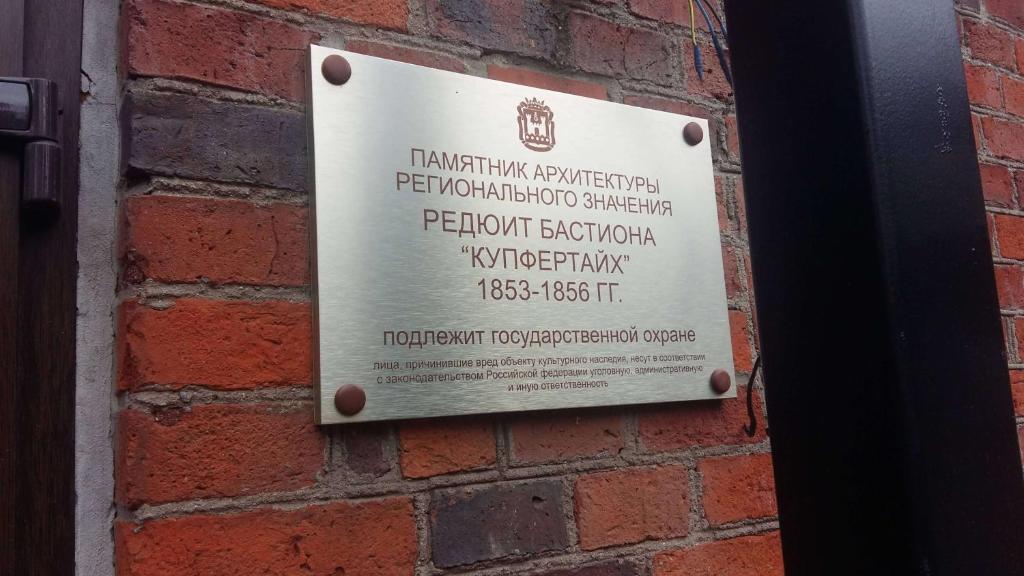 ПАМЯТНИК АРХИТЕКТУРЫ
РЕГИОНАЛЬНОГО ЗНАЧЕНИЯ
РЕДЮИТ БАСТИОНА
“КУПФЕРТАЙХ”
1853-1856 ГГ.
ПОДЛЕЖИТ ГОСУДАРСТВЕННОЙ ОХРАНЕ
лица, причинившие вред объекту культурного наследия, несут в соответствии
с законодательством Российской федерации уголовную, административную
и иную ответственность